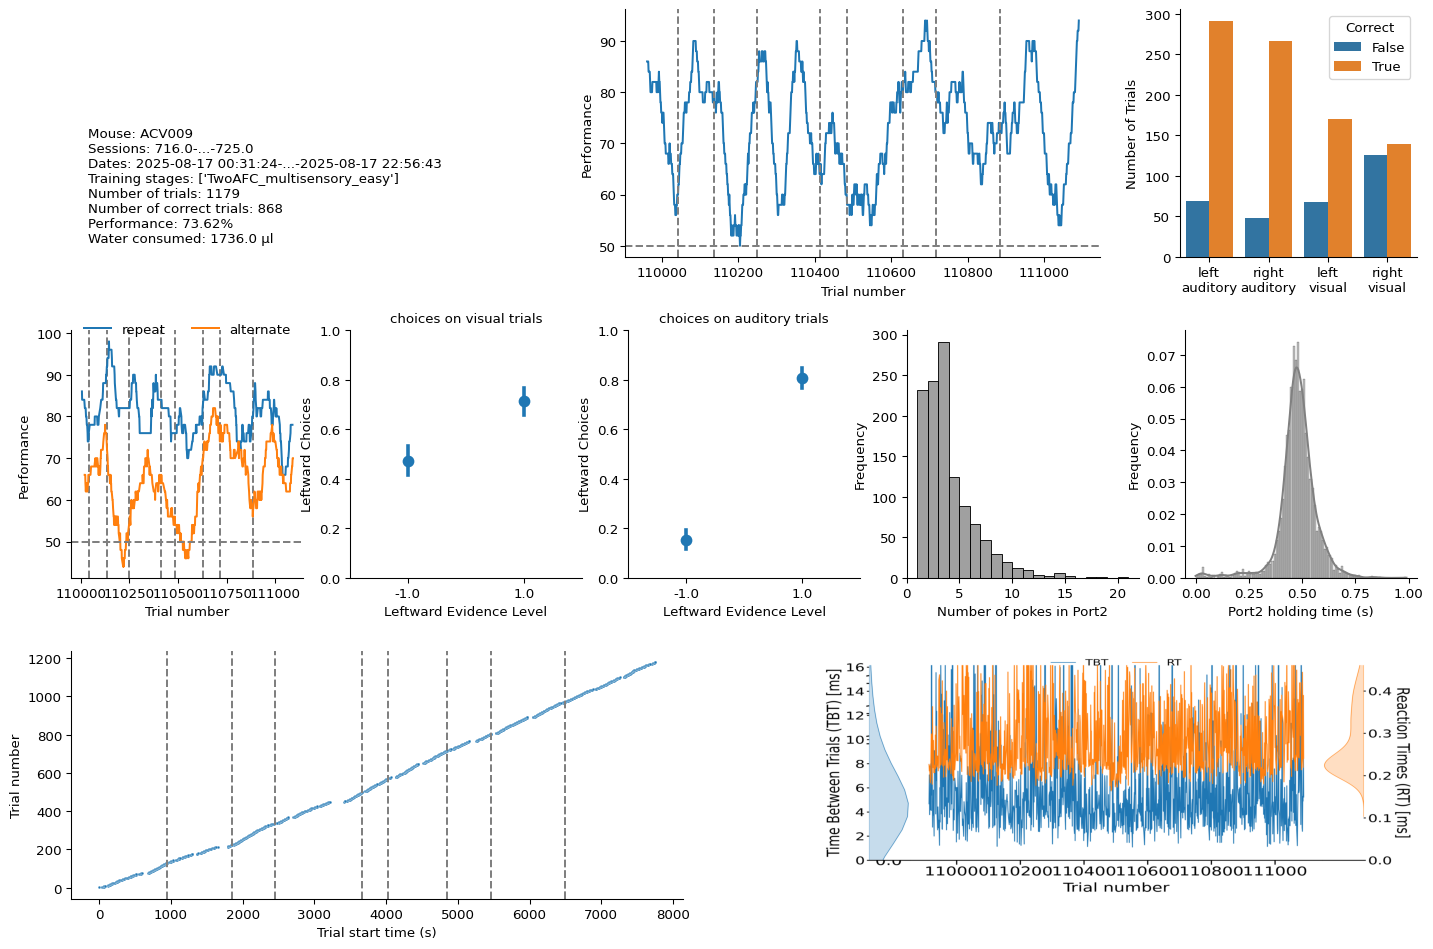 Mouse: ACV009
Sessions: 716.0-...-725.0
Dates: 2025-08-17 00:31:24-...-2025-08-17 22:56:43
Training stages: ['TwoAFC_multisensory_easy']
Number of trials: 1179
Number of correct trials: 868
Performance: 73.62%
Water consumed: 1736.0 µl
Performance
90
80
70
60
50
110000 110200 110400 110600 110800 111000
Trial number
Number of Trials
300
250
200
150
100
50
0
Correct
False
True
left auditory
right auditory
left visual
right visual
repeat alternate
Performance
100
90
80
70
60
50
110000 110250 110500 110750 111000
Trial number
choices on visual trials
Leftward Choices
1.0
0.8
0.6
0.4
0.2
0.0
-1.0 1.0
Leftward Evidence Level
choices on auditory trials
Leftward Choices
1.0
0.8
0.6
0.4
0.2
0.0
-1.0 1.0
Leftward Evidence Level
Frequency
300
250
200
150
100
50
0
0 5 10 15 20
Number of pokes in Port2
Frequency
0.07
0.06
0.05
0.04
0.03
0.02
0.01
0.00
0.00 0.25 0.50 0.75 1.00
Port2 holding time (s)
Trial number
1200
1000
800
600
400
200
0
0 1000 2000 3000 4000 5000 6000 7000 8000
Trial start time (s)
TBT RT
Time Between Trials (TBT) [ms]
16
14
12
10
8
6
4
2
0
0.0
110000 110200 110400 110600 110800 111000
Trial number
0.4
0.3
0.2
0.1
0.0
Reaction Times (RT) [ms]